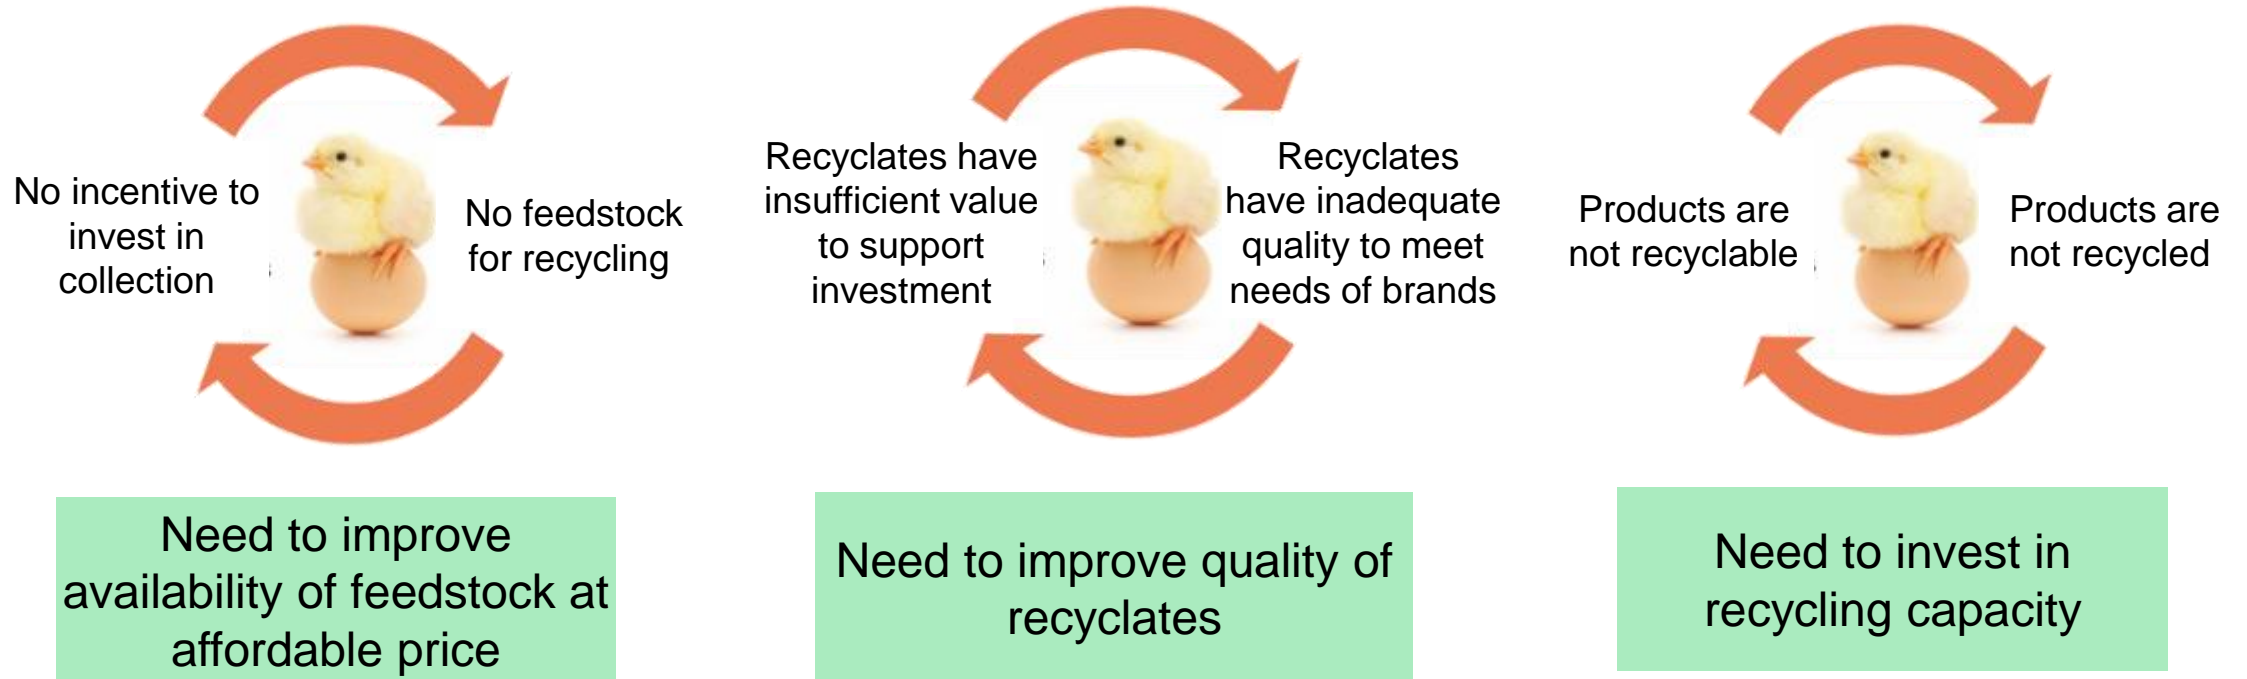 No incentive to
invest in
collection
No feedstock
for recycling
Need to improve
availability of feedstock at
affordable price
Recyclates have
insufficient value
to support
investment
Recyclates
have inadequate
quality to meet
needs of brands
Need to improve quality of
recyclates
Products are
not recyclable
Products are
not recycled
Need to invest in
recycling capacity